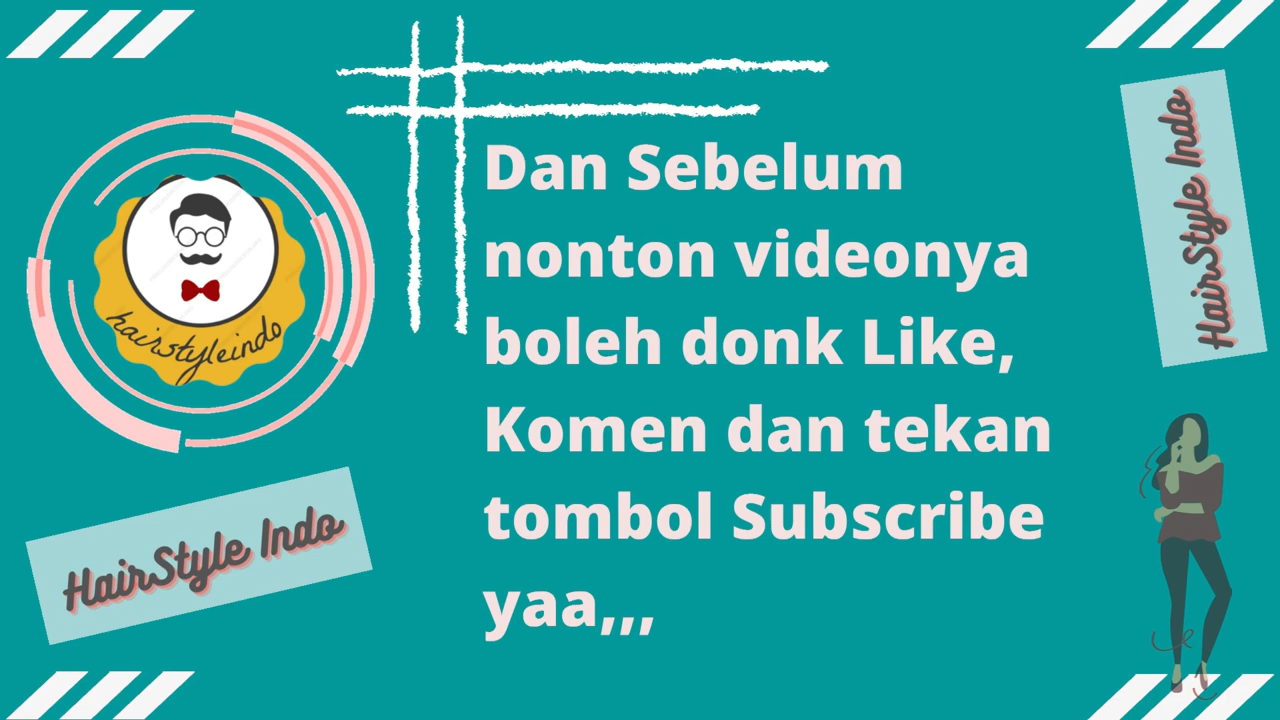 Dan Sebelum
nonton videonya
boleh donk Like,
Komen dan tekan
tombol Subscribe
yaa,,,
hairstyleindo
HairStyle Indo
HairStyle Indo